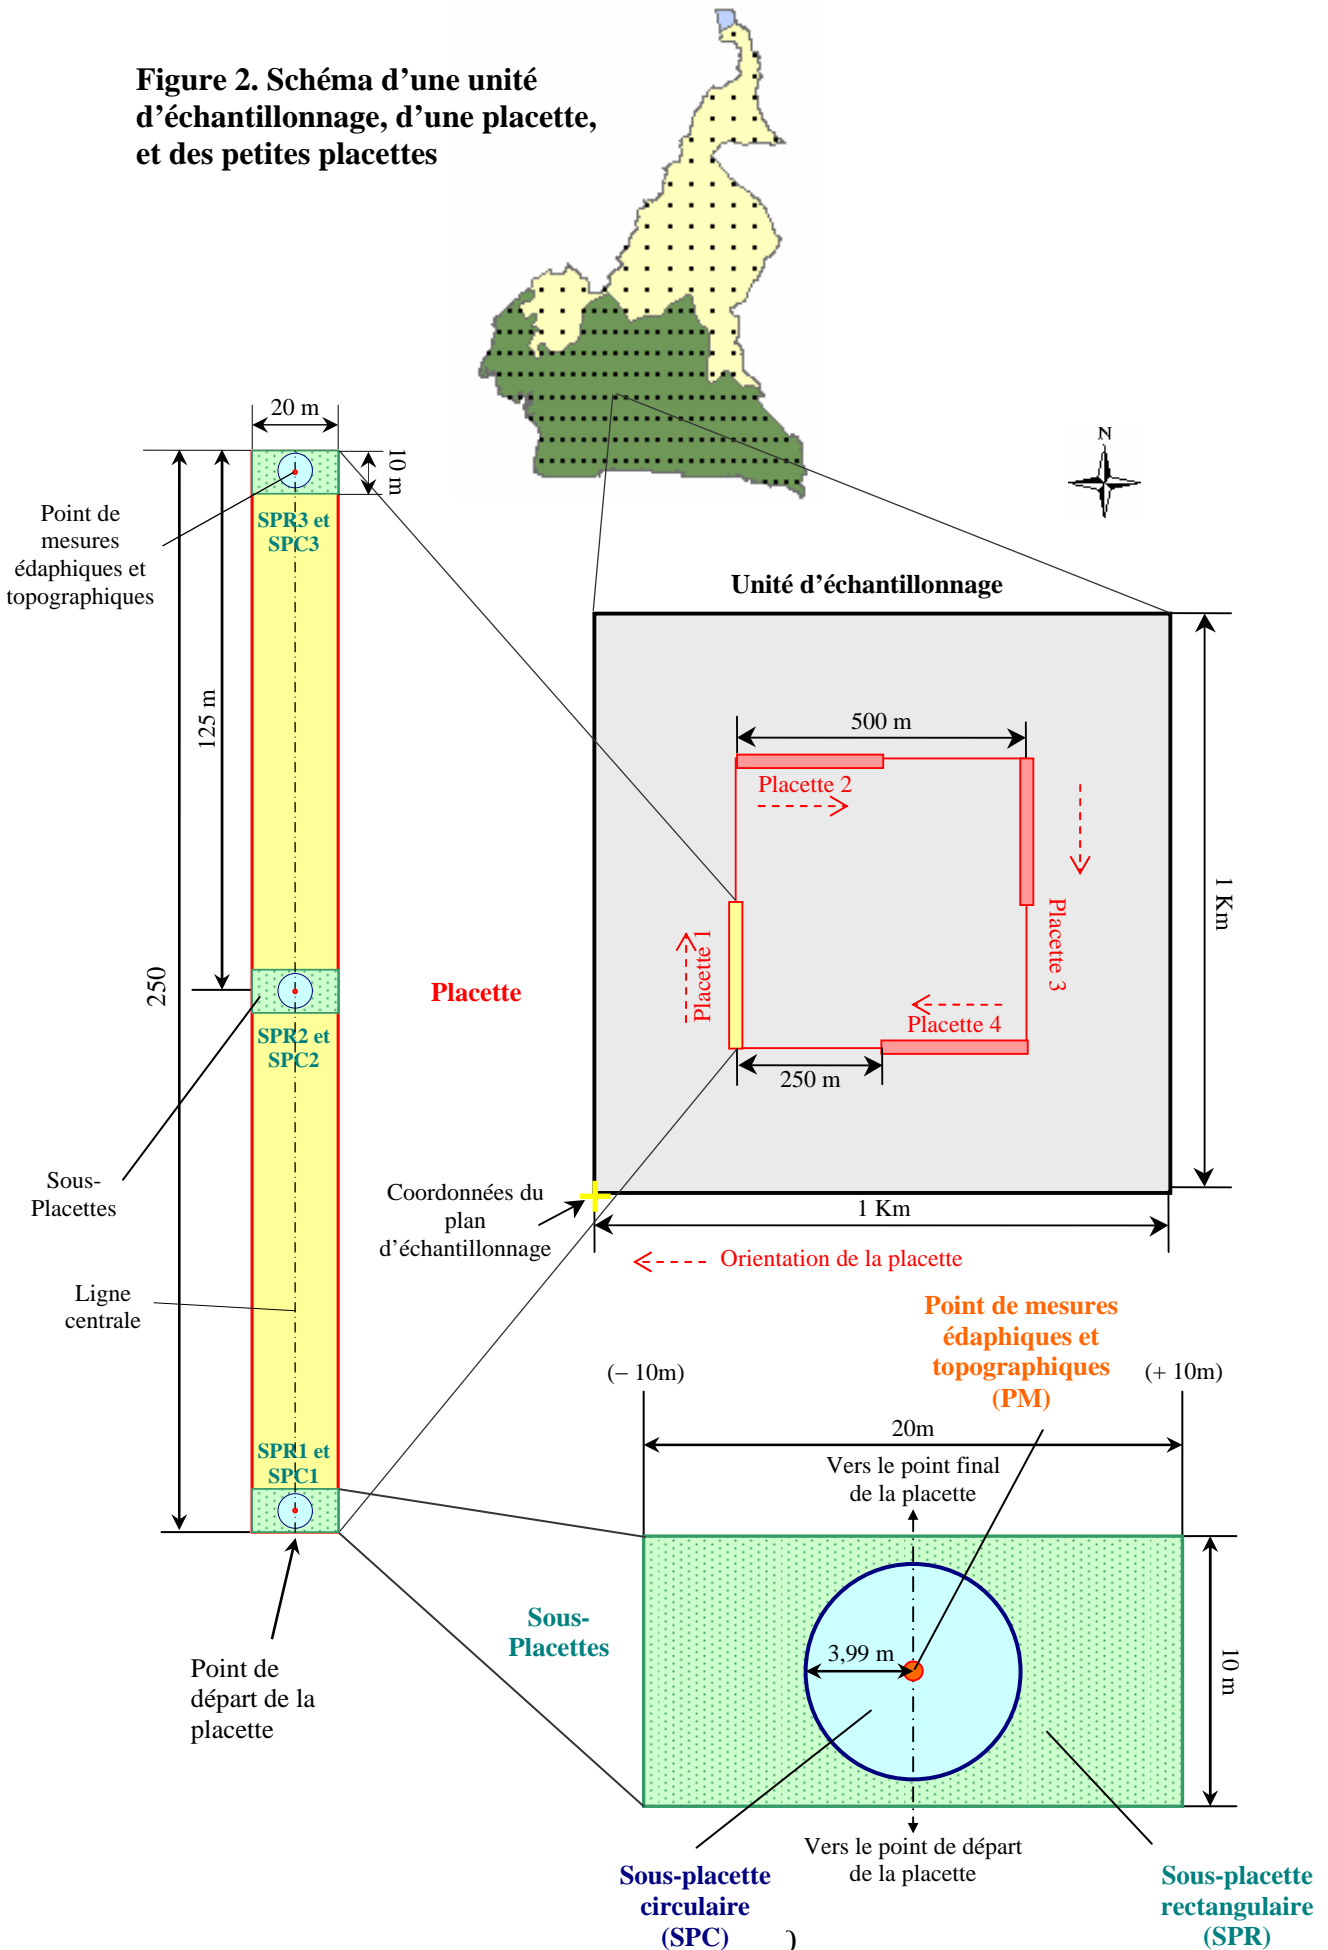 Figure 2. Schéma d'une unité
d'échantillonnage, d'une placette,
et des petites placettes
20 m
10 m
N
Point de
mesures
édaphiques et
topographiques
SPR3 et
SPC3
Unité d'échantillonnage
125 m
250
500 m
Placette 2
1 Km
Placette 1
Placette 3
Placette
Placette 4
250 m
SPR2 et
SPC2
Sous-
Placettes
Coordonnées du
plan
d'échantillonnage
1 Km
Orientation de la placette
Ligne
centrale
Point de mesures
édaphiques et
topographiques
(PM)
(– 10m)
(+ 10m)
20m
SPR1 et
SPC1
Vers le point final
de la placette
Sous-
Placettes
3,99 m
10 m
Point de
départ de la
placette
Vers le point de départ
de la placette
Sous-placette
circulaire
(SPC)
)
Sous-placette
rectangulaire
(SPR)